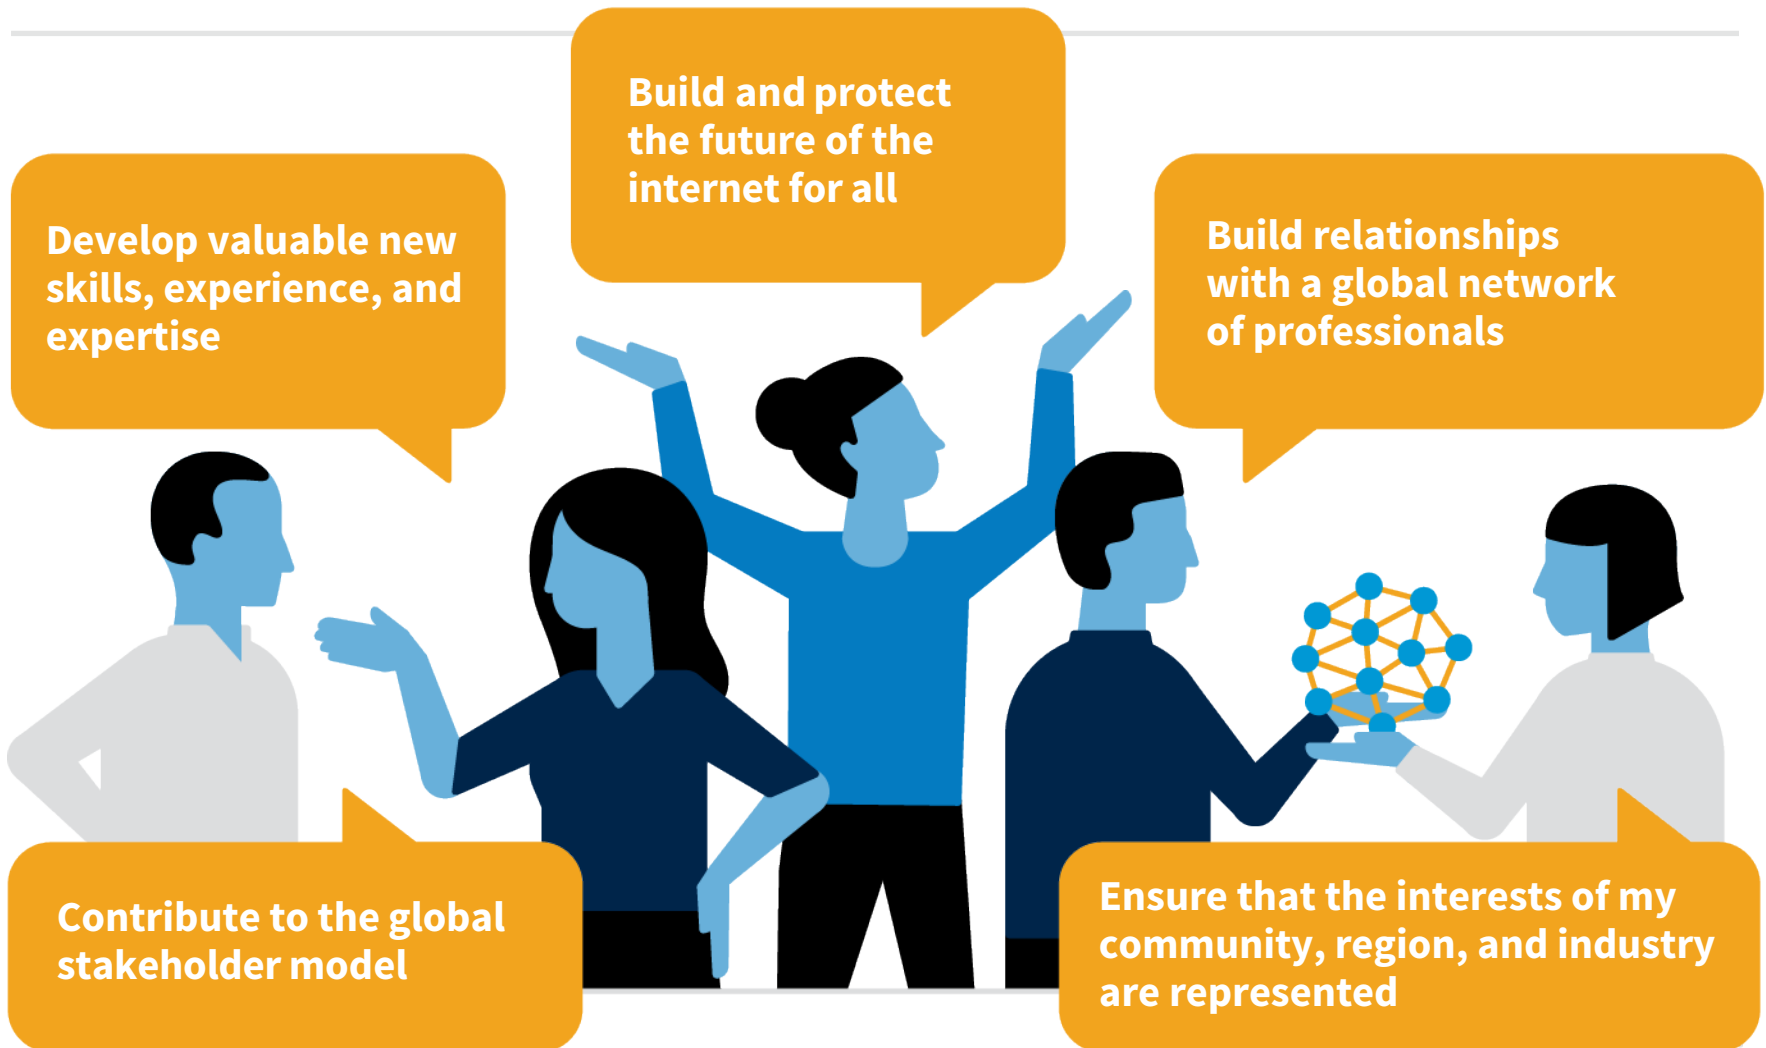 Build and protect
the future of the
internet for all
Develop valuable new
skills, experience, and
expertise
Build relationships
with a global network
of professionals
Contribute to the global
stakeholder model
Ensure that the interests of my
community, region, and industry
are represented